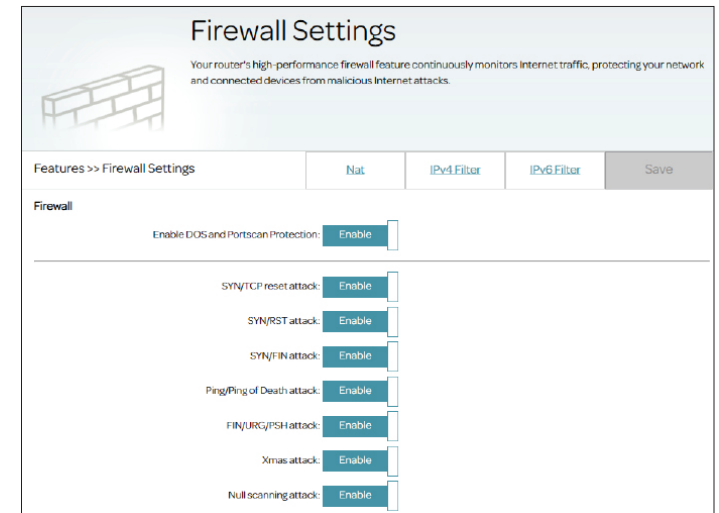 Firewall Settings
Your router's high-performance firewall feature continuously monitors Internet traffic, protecting your network
and connected devices from malicious Internet attacks.
Features >> Firewall Settings Nat IPv4 Filter IPv6 Filter Save
Firewall
Enable DOS and Portscan Protection: Enable
SYN/TCP reset attack: Enable
SYN/RST attack: Enable
SYN/FIN attack: Enable
Ping/Ping of Death attack: Enable
FIN/URG/PSH attack: Enable
Xmas attack: Enable
Null scanning attack: Enable